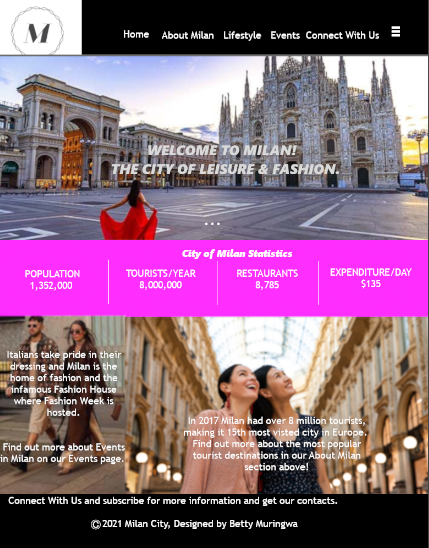 M
Home About Milan Lifestyle Events Connect With Us
WELCOME TO MILAN!
THE CITY OF LEISURE & FASHION.
City of Milan Statistics
POPULATION TOURISTS/YEAR RESTAURANTS EXPENDITURE/DAY
1,352,000 8,000,000 8,785 $135
Italians take pride in their
dressing and Milan is the
home of fashion and the
infamous Fashion House
where Fashion Week is
hosted.
Find out more about Events
in Milan on our Events page.
In 2017 Milan had over 8 million tourists,
making it 15th most visted city in Europe.
Find out more about the most popular
tourist destinations in our About Milan
section above!
Connect With Us and subscribe for more information and get our contacts.
©2021 Milan City, Designed by Betty Muringwa